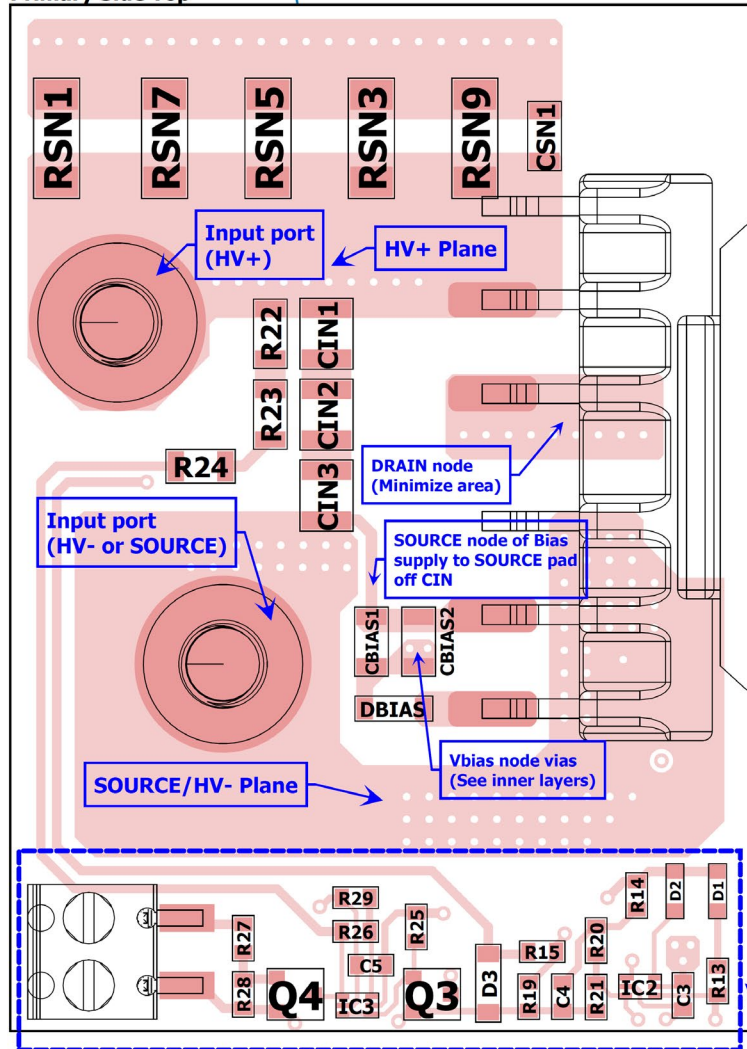 RSN1
RSN7
RSN5
RSN3
RSN9
CSN1
Input port
(HV+)
HV+ Plane
R22
CIN1
R23
CIN2
R24
CIN3
DRAIN node
(Minimize area)
Input port
(HV- or SOURCE)
SOURCE node of Bias
supply to SOURCE pad
off CIN
CBIAS1
CBIAS2
DBIAS
Vbias node vias
(See inner layers)
SOURCE/HV- Plane
R29
R26
R27
R25
C5
R28
Q4
IC3
Q3
D3
R15
R19
C4
R20
R21
R14
D2
D1
IC2
C3
R13